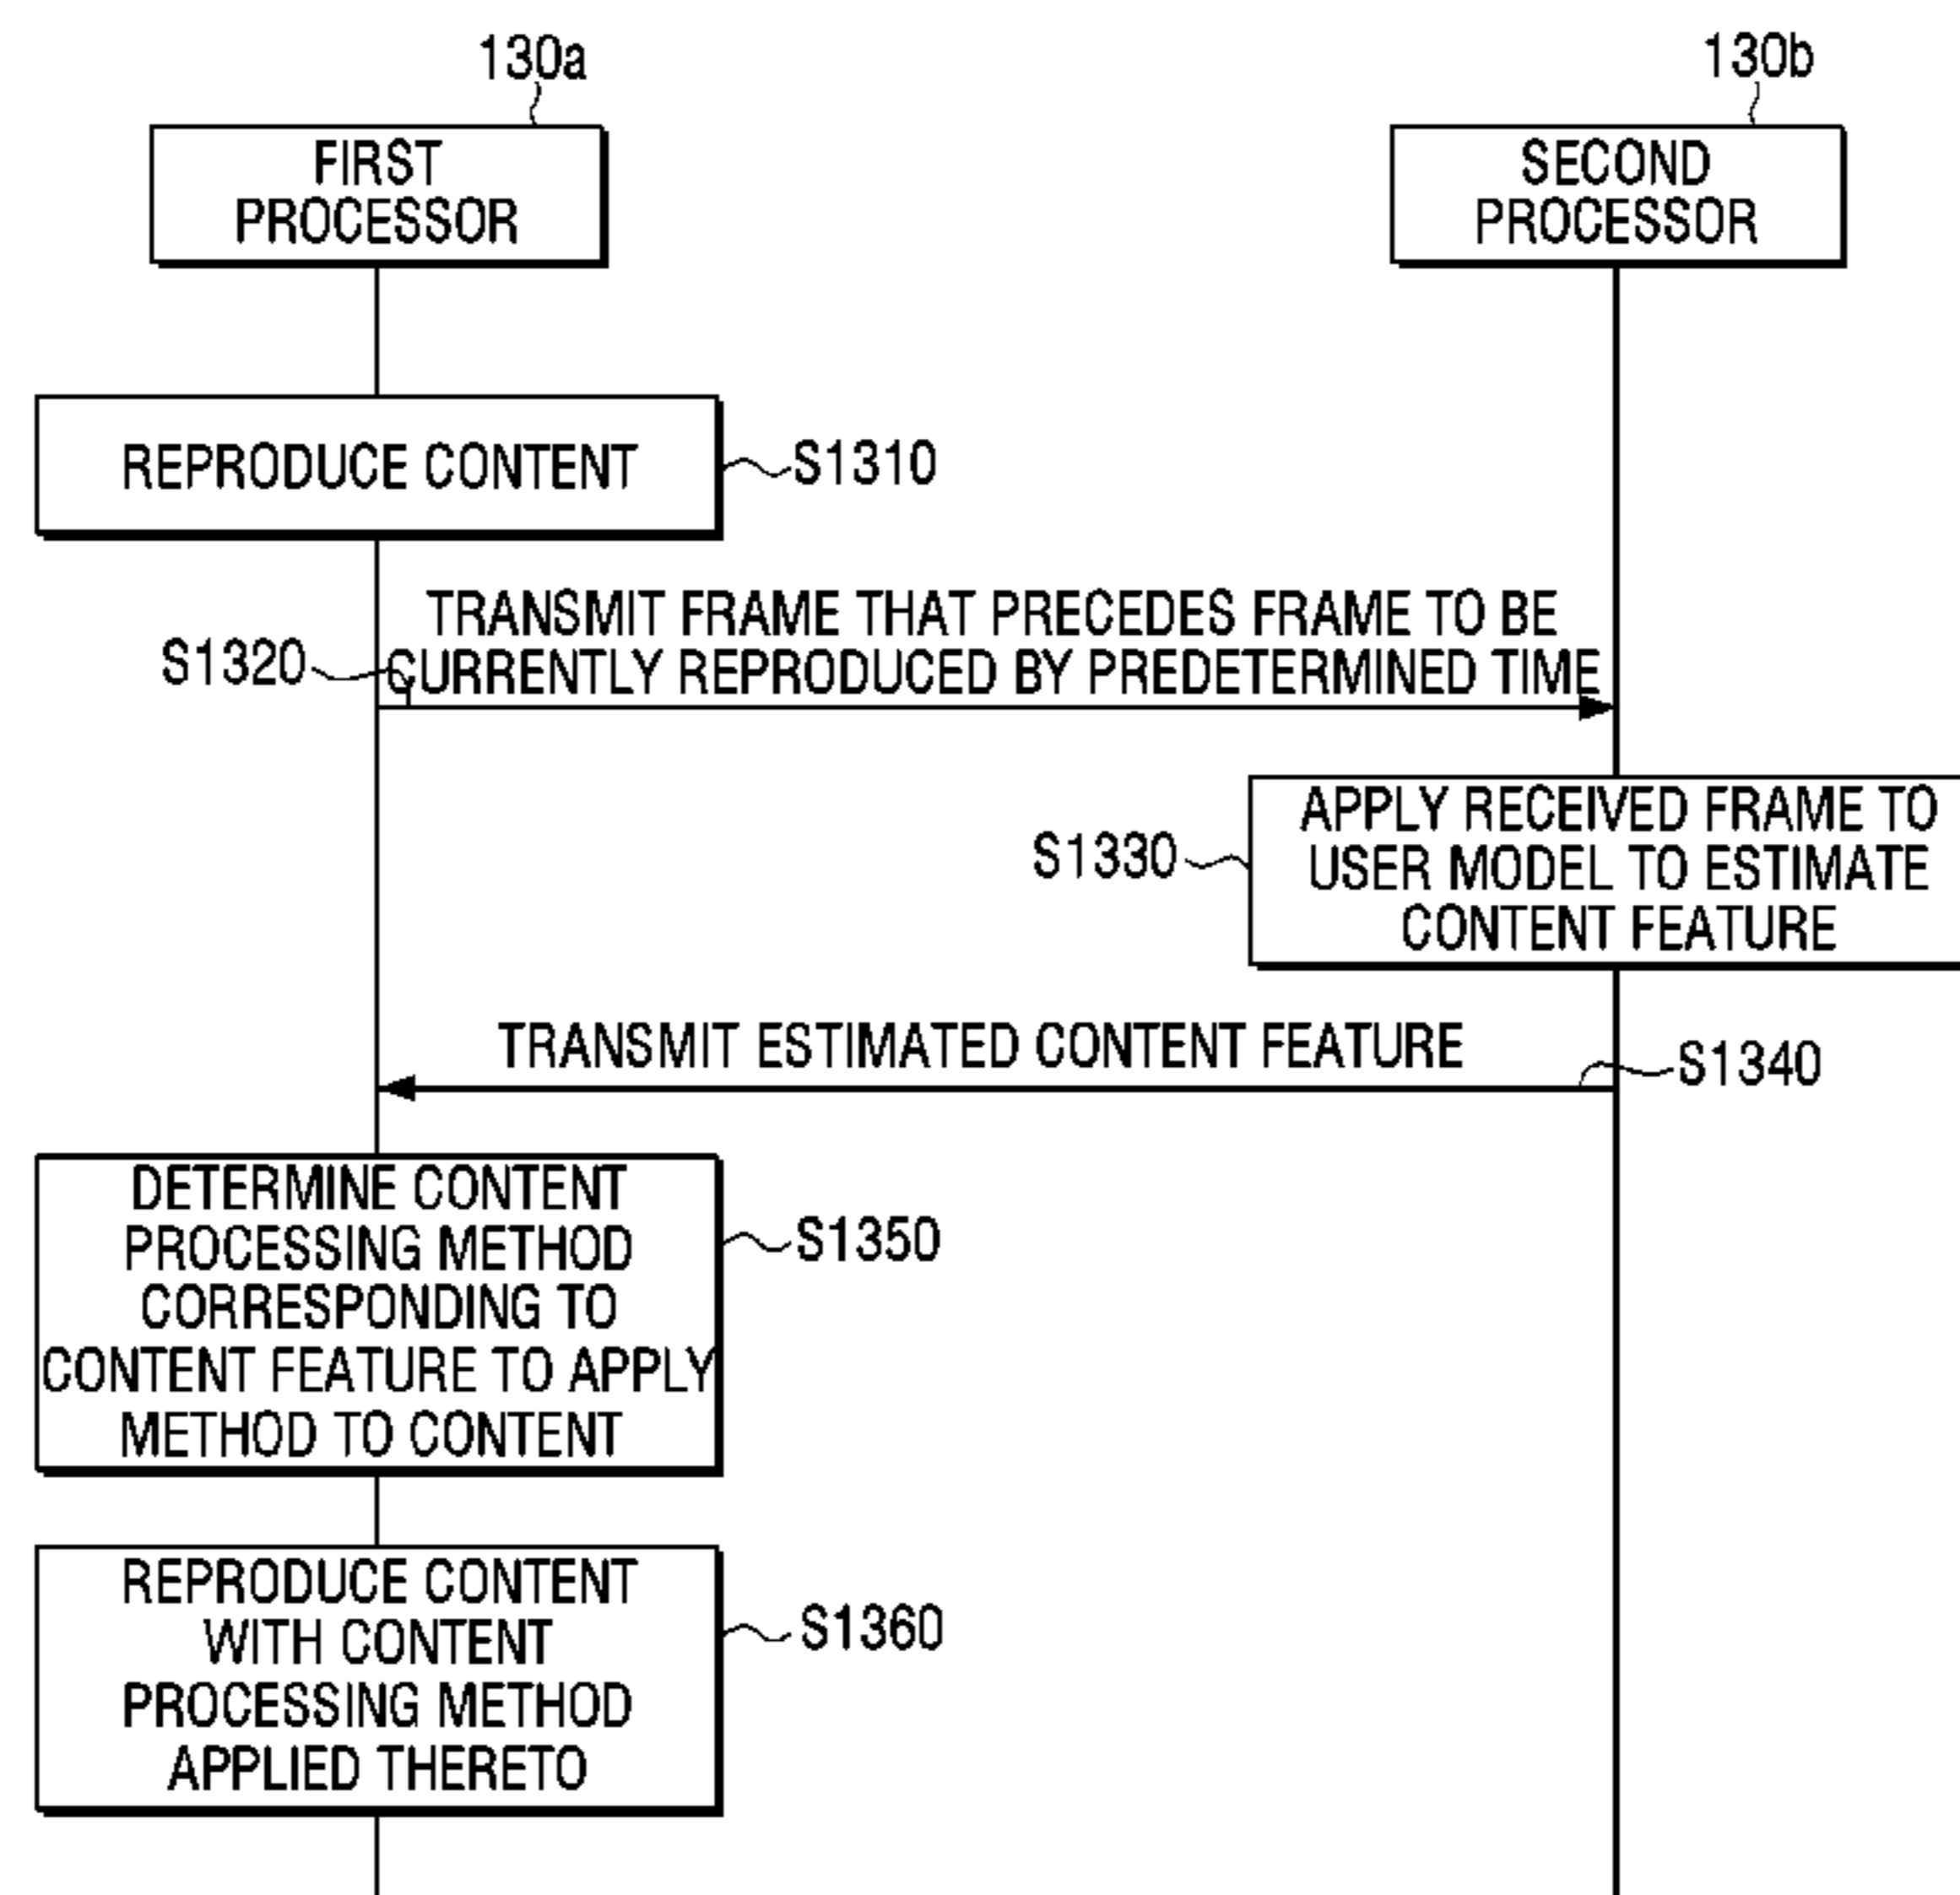 130a
130b
FIRST
PROCESSOR
SECOND
PROCESSOR
REPRODUCE CONTENT
S1310
TRANSMIT FRAME THAT PRECEDES FRAME TO BE
CURRENTLY REPRODUCED BY PREDETERMINED TIME
S1320
APPLY RECEIVED FRAME TO
USER MODEL TO ESTIMATE
CONTENT FEATURE
S1330
TRANSMIT ESTIMATED CONTENT FEATURE
S1340
DETERMINE CONTENT
PROCESSING METHOD
CORRESPONDING TO
CONTENT FEATURE TO APPLY
METHOD TO CONTENT
S1350
REPRODUCE CONTENT
WITH CONTENT
PROCESSING METHOD
APPLIED THERETO
S1360